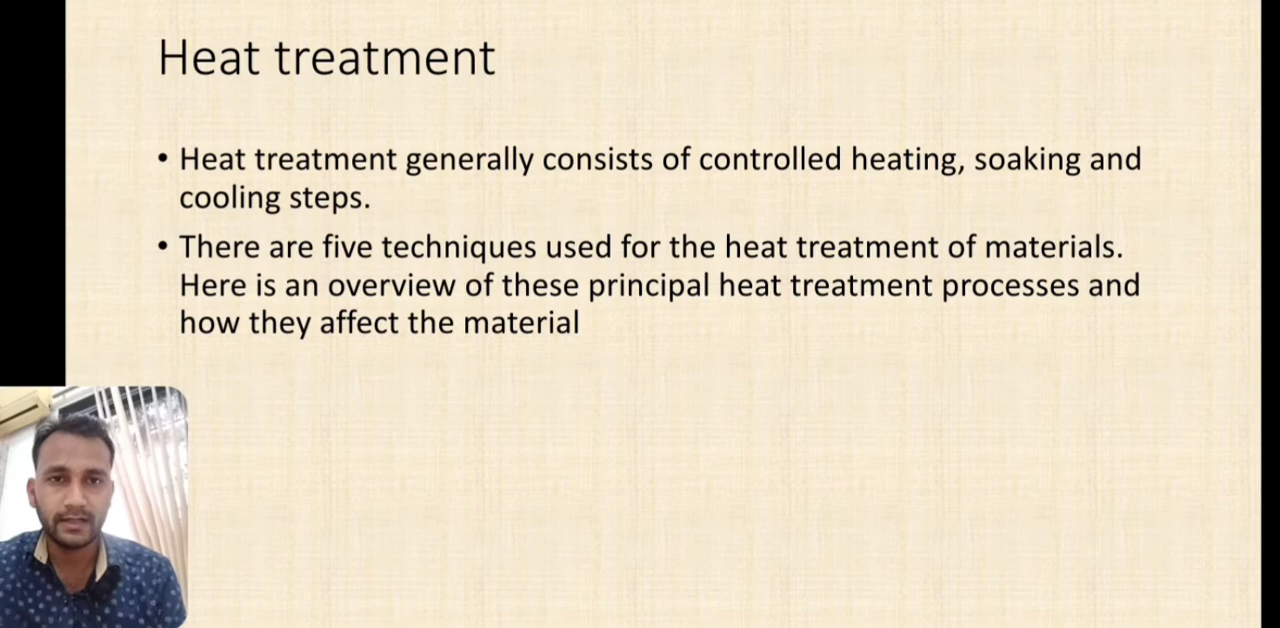 Heat treatment
• Heat treatment generally consists of controlled heating, soaking and
cooling steps.
• There are five techniques used for the heat treatment of materials.
Here is an overview of these principal heat treatment processes and
how they affect the material